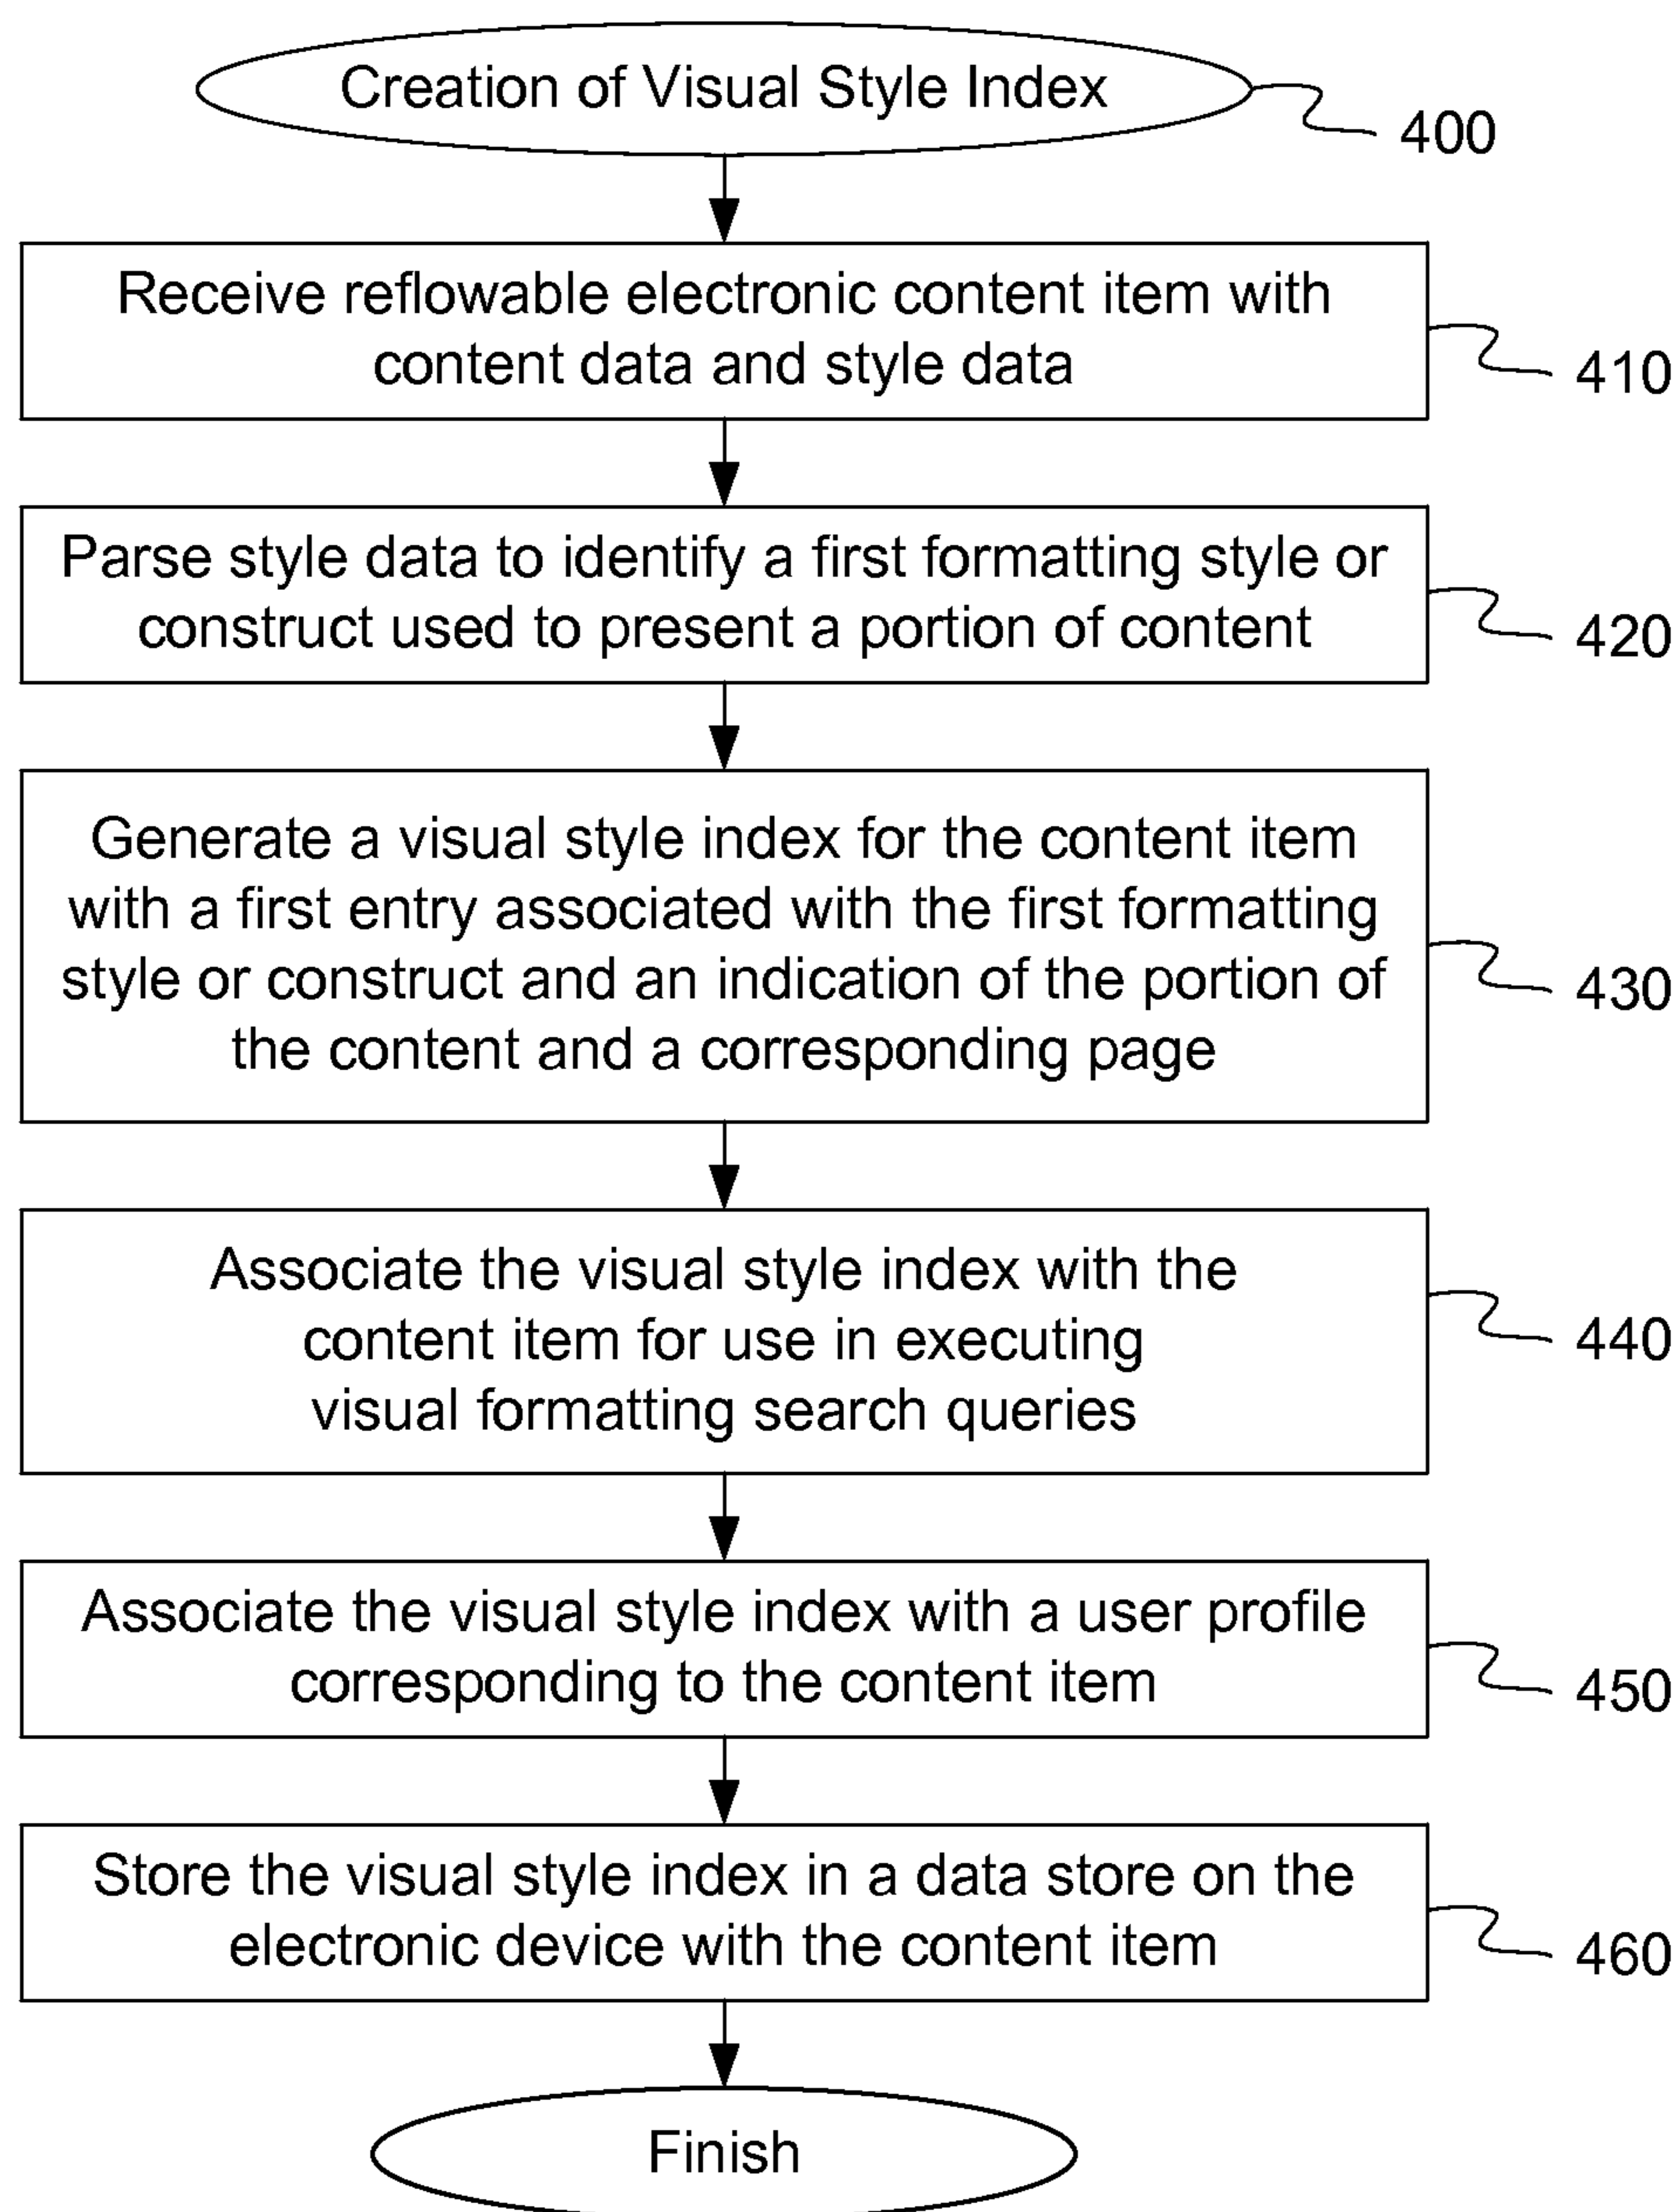 Creation of Visual Style Index
400
Receive reflowable electronic content item with
content data and style data
410
Parse style data to identify a first formatting style or
construct used to present a portion of content
420
Generate a visual style index for the content item
with a first entry associated with the first formatting
style or construct and an indication of the portion of
the content and a corresponding page
430
Associate the visual style index with the
content item for use in executing
visual formatting search queries
440
Associate the visual style index with a user profile
corresponding to the content item
450
Store the visual style index in a data store on the
electronic device with the content item
460
Finish